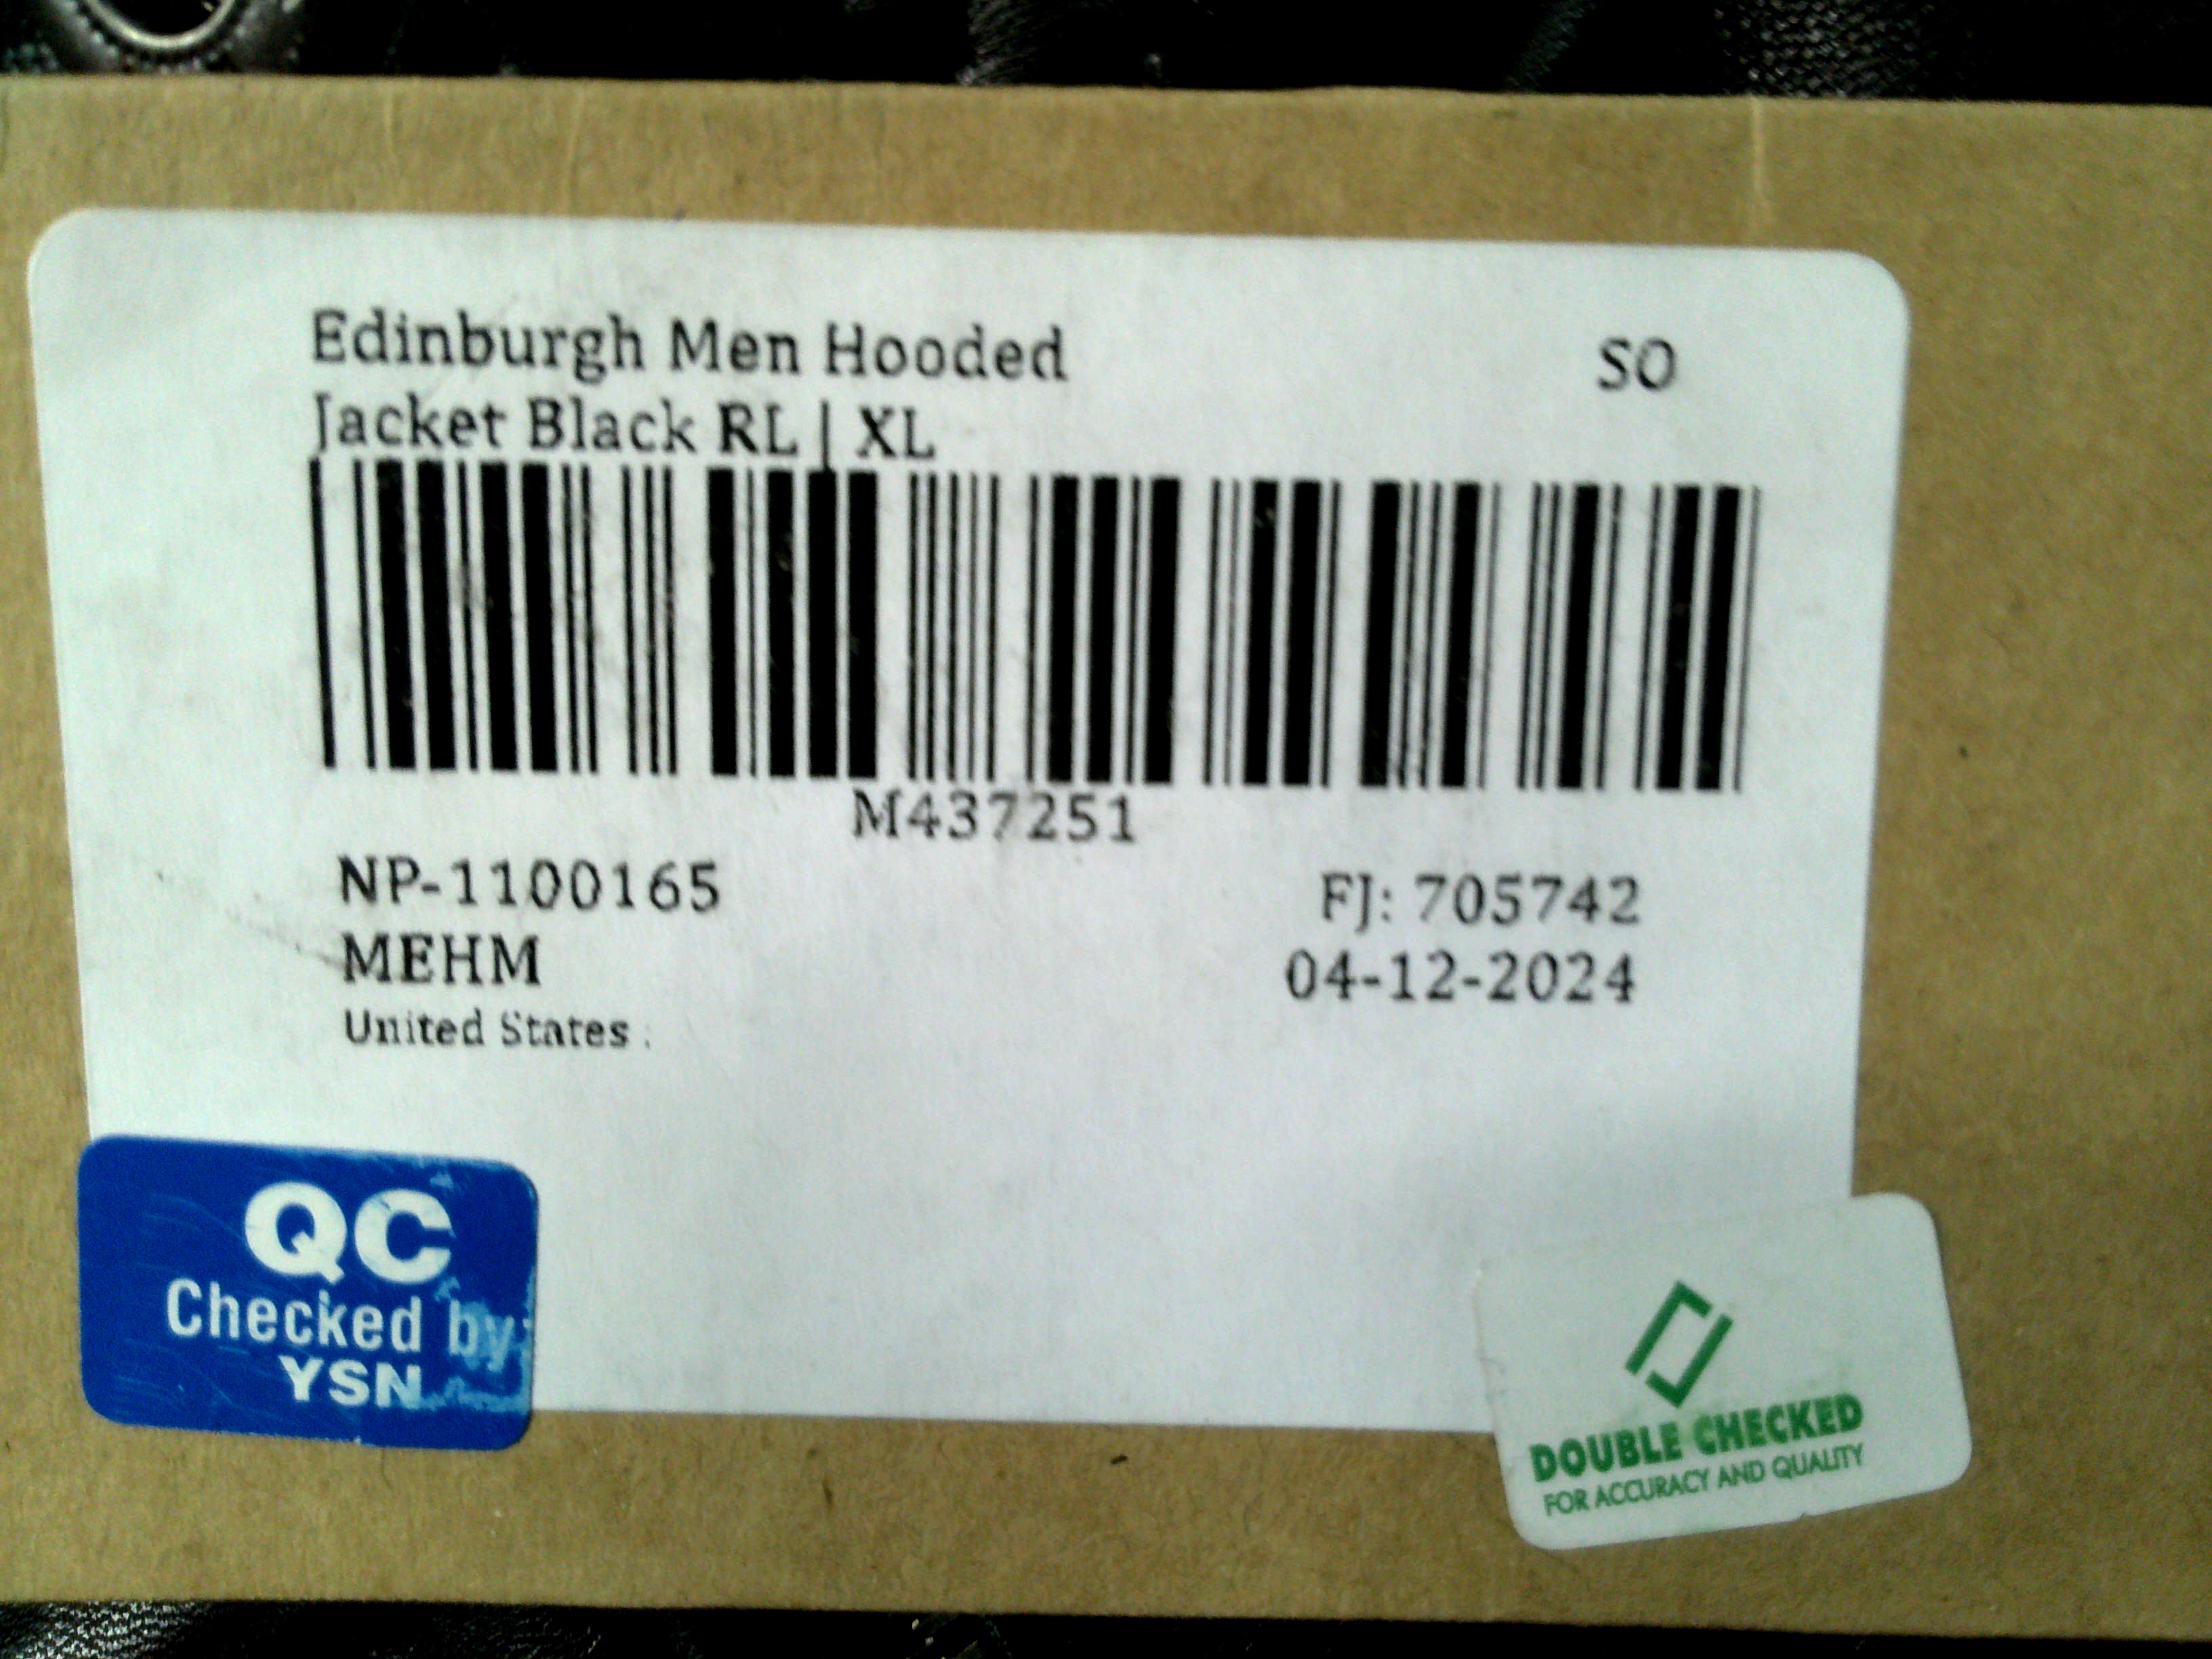 Edinburgh Men Hooded
SO
Jacket Black RL | XL
M437251
NP-1100165
FJ: 705742
MEHM
04-12-2024
United States :
QC
Checked by:
YSN
DOUBLE CHECKED
FOR ACCURACY AND QUALITY